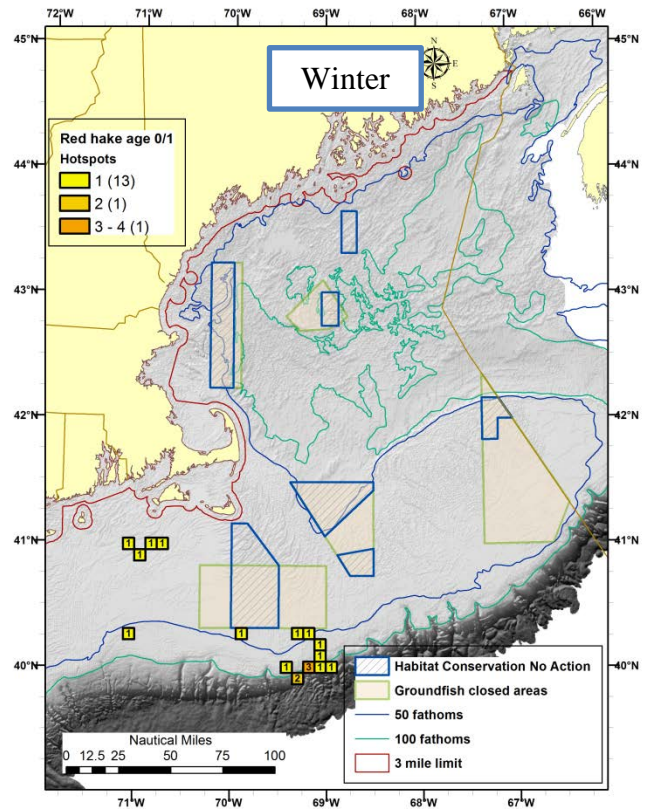 72°W 71°W 70°W 69°W 68°W 67°W 66°W
45°N 45°N
Winter
N
E
S
Red hake age 0/1
Hotspots
1 (13)
2 (1)
3 - 4 (1)
44°N 44°N
43°N 43°N
42°N 42°N
41°N 41°N
1 1 1
1
1 1 1 1
1
1
40°N 40°N
1 3 1 1
2
Habitat Conservation No Action
Groundfish closed areas
50 fathoms
100 fathoms
3 mile limit
Nautical Miles
0 12.5 25 50 75 100
71°W 70°W 69°W 68°W 67°W